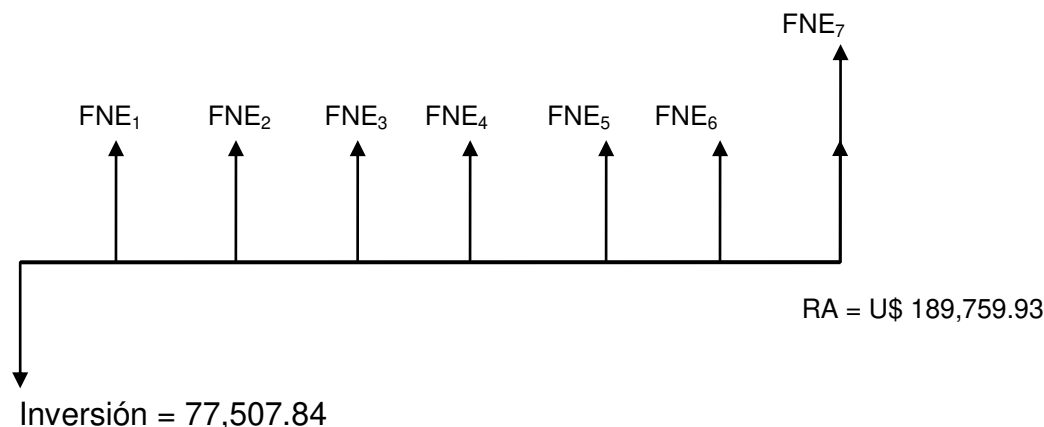 FNE₇
FNE₁ FNE₂ FNE₃ FNE₄ FNE₅ FNE₆
RA = U$ 189,759.93
Inversión = 77,507.84